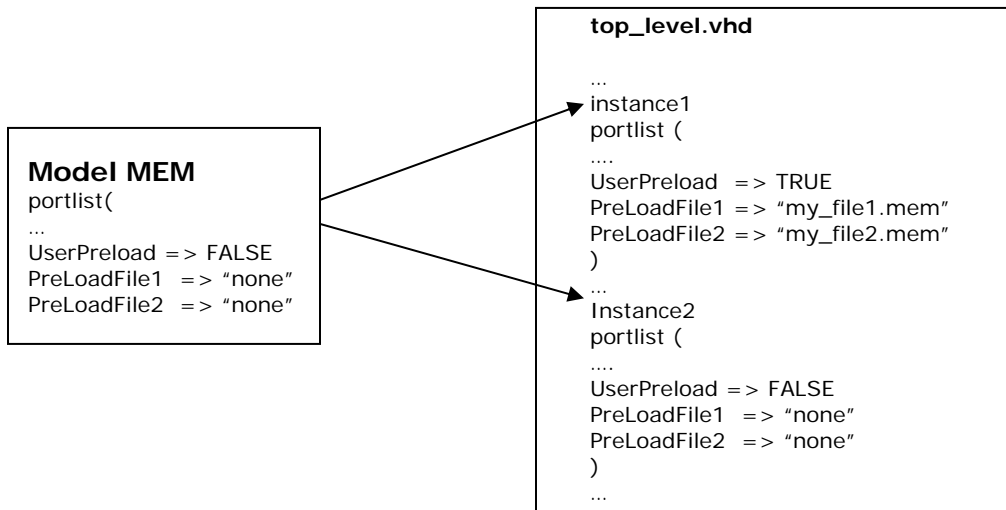 Model MEM
portlist(
...
UserPreload => FALSE
PreLoadFile1 => "none"
PreLoadFile2 => "none"
top_level.vhd
...
instance1
portlist (
....
UserPreload => TRUE
PreLoadFile1 => "my_file1.mem"
PreLoadFile2 => "my_file2.mem"
)
...
Instance2
portlist (
....
UserPreload => FALSE
PreLoadFile1 => "none"
PreLoadFile2 => "none"
)
...